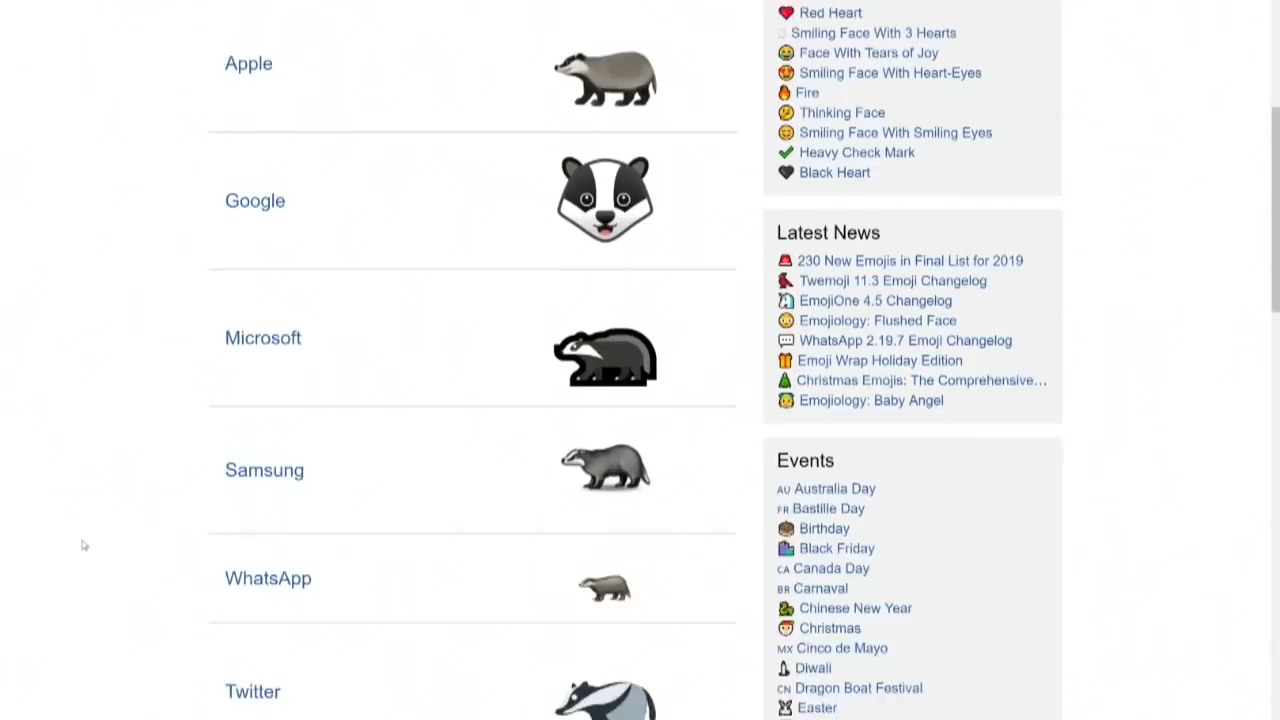 Apple
Google
Microsoft
Samsung
WhatsApp
Twitter
Red Heart
Smiling Face With 3 Hearts
Face With Tears of Joy
Smiling Face With Heart-Eyes
Fire
Thinking Face
Smiling Face With Smiling Eyes
Heavy Check Mark
Black Heart
Latest News
230 New Emojis in Final List for 2019
Twemoji 11.3 Emoji Changelog
EmojiOne 4.5 Changelog
Emojiology: Flushed Face
WhatsApp 2.19.7 Emoji Changelog
Emoji Wrap Holiday Edition
Christmas Emojis: The Comprehensive…
Emojiology: Baby Angel
Events
AU Australia Day
FR Bastille Day
Birthday
Black Friday
CA Canada Day
BR Carnaval
Chinese New Year
Christmas
MX Cinco de Mayo
Diwali
CN Dragon Boat Festival
Easter